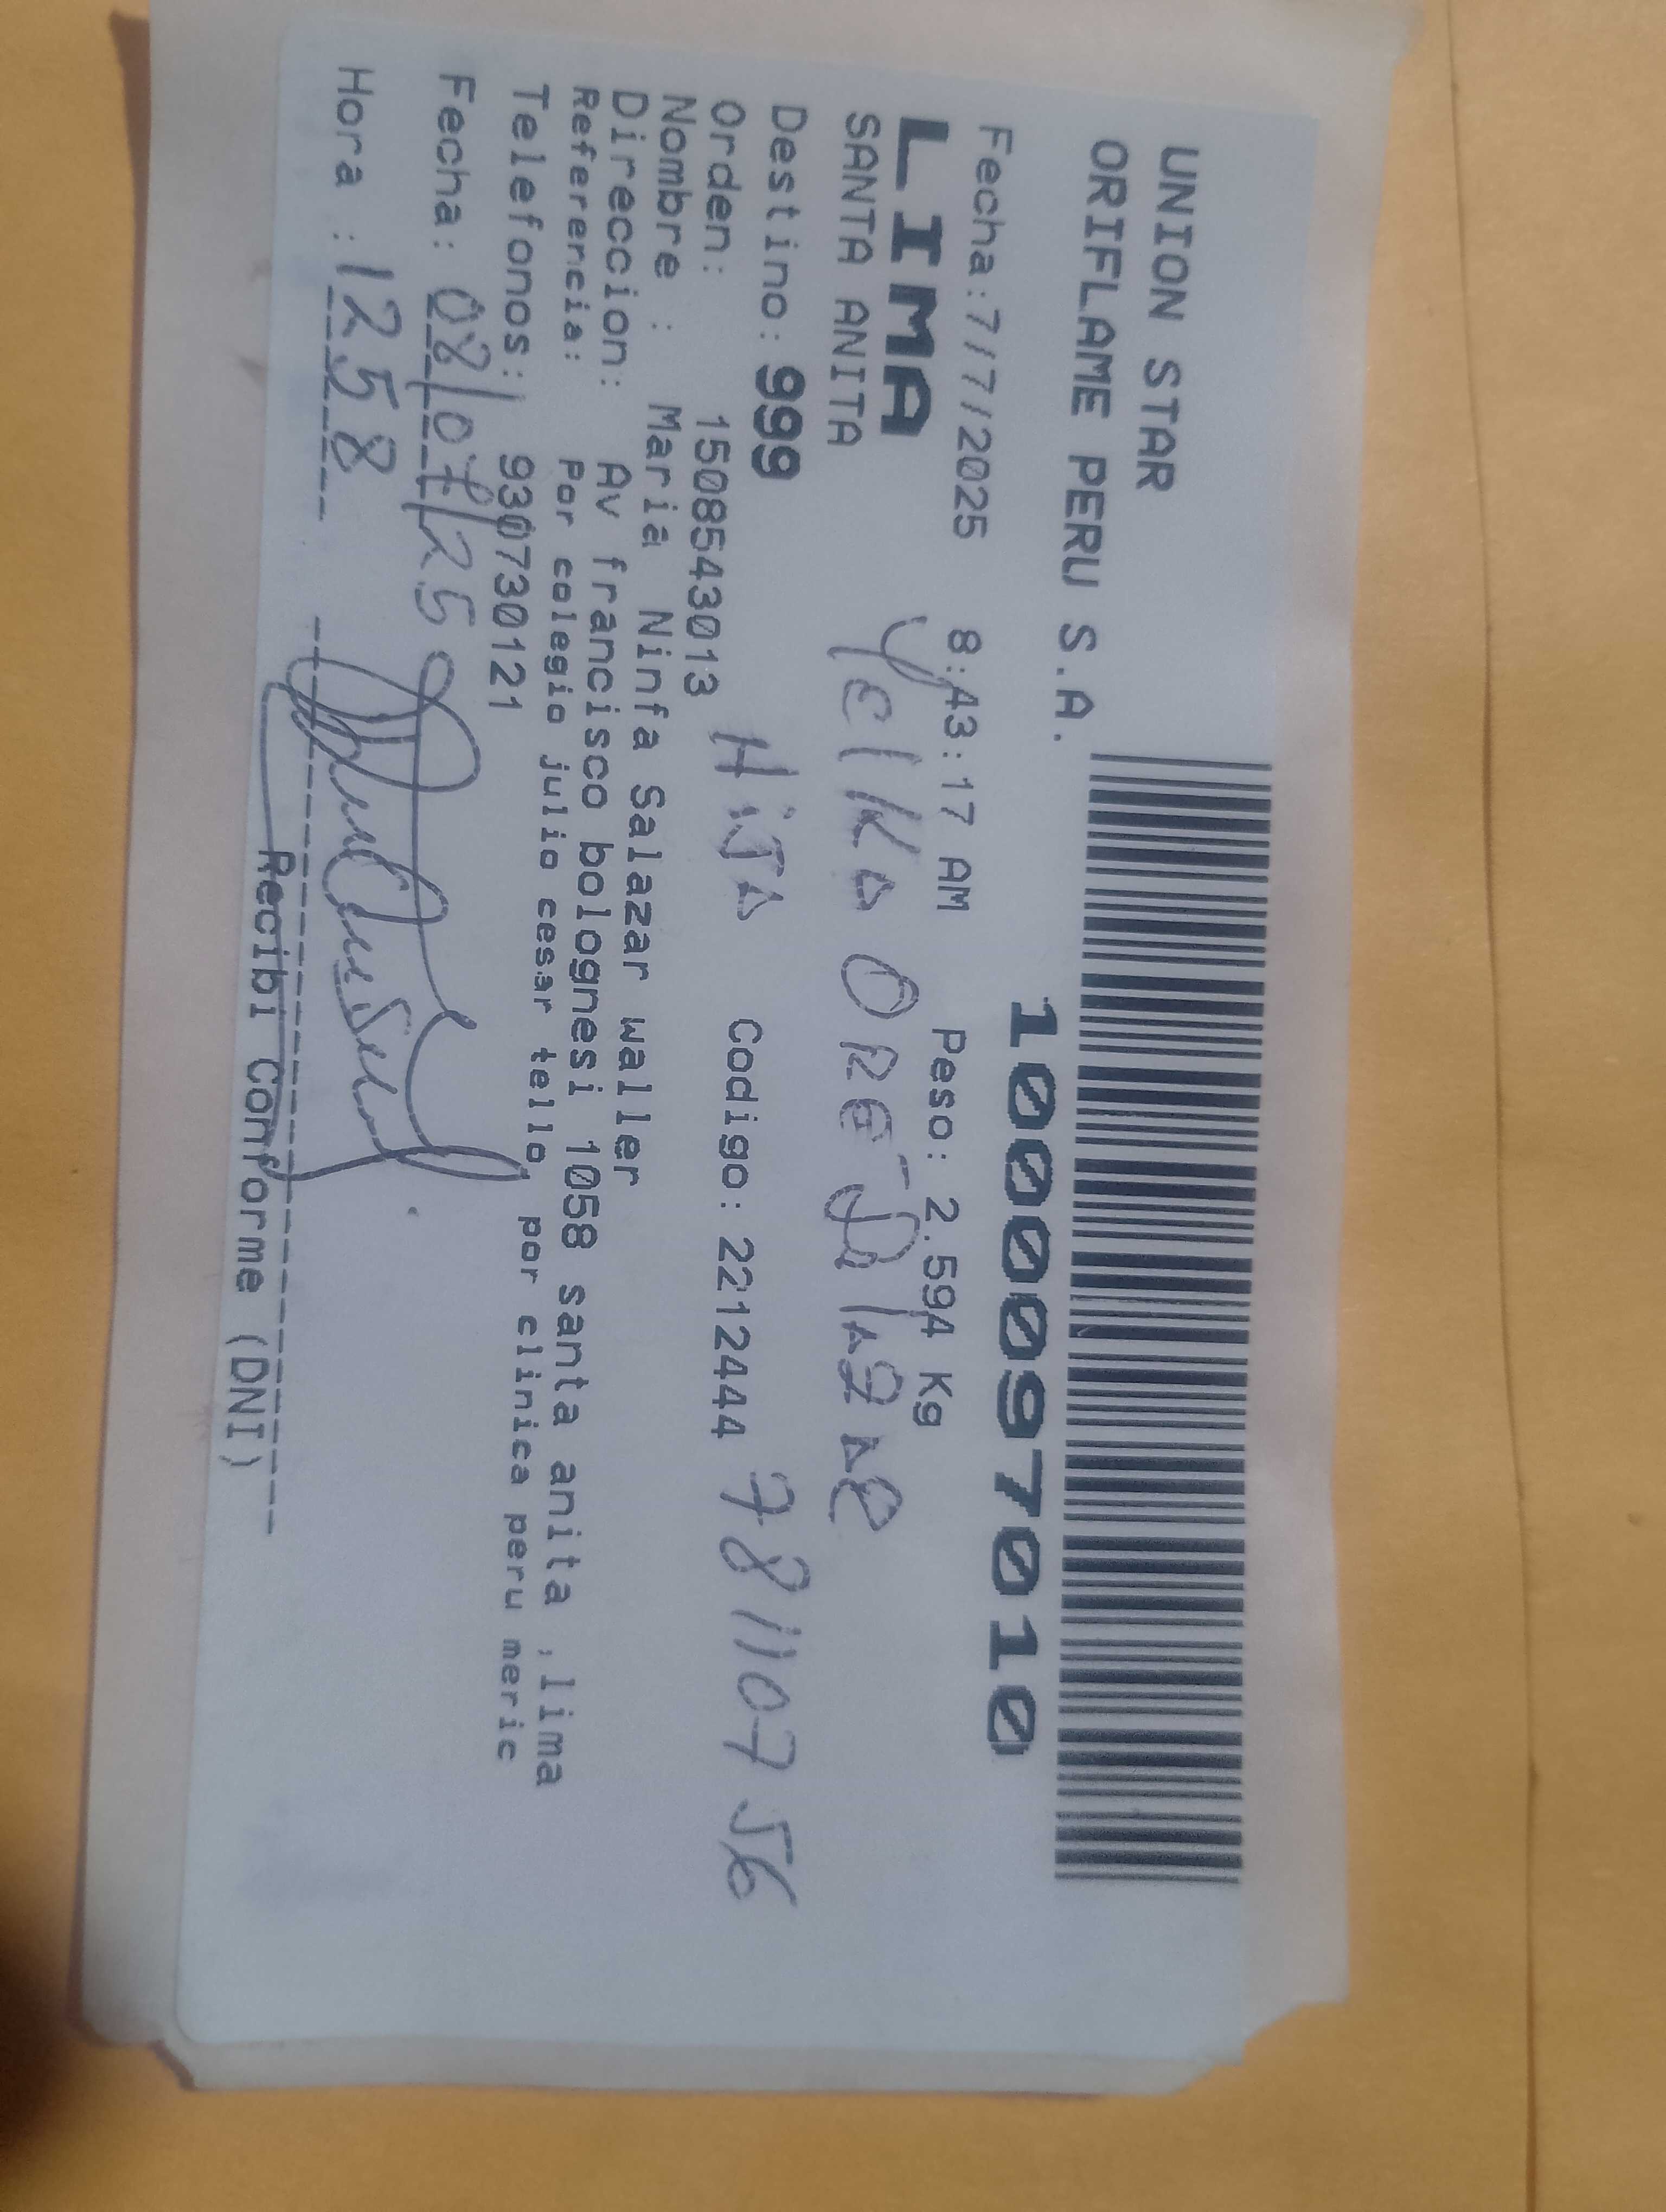 UNION STAR
ORIFLAME PERU S.A.
1000097010
Fecha:7/7/2025 8:43:17 AM Peso: 2.594 Kg
LIMA
SANTA ANITA
Destino: 999
Hija
Orden: 1508543013 Codigo: 2212444 78110756
Nombre : Maria Ninfa Salazar waller
Direccion: Av francisco bolognesi 1058 santa anita , lima
Referencia: Por colegio julio cesar tello, por clinica peru meric
Telefonos: 930730121
Fecha: 08/07/25
Hora : 1258
Recibi Conforme (DNI)